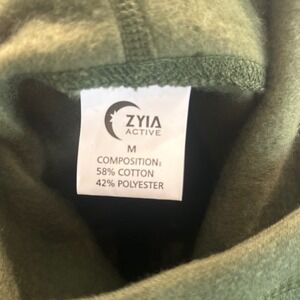 ZYIA
ACTIVE
M
COMPOSITION:
58% COTTON
42% POLYESTER